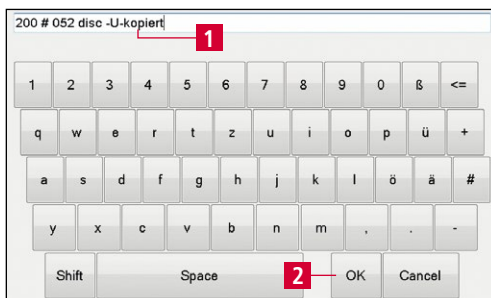 200 # 052 disc -U-kopiert
1
1 2 3 4 5 6 7 8 9 0 ß <=
q w e r t z u i o p ü +
a s d f g h j k l ö ä #
y x c v b n m , . -
Shift Space 2 OK Cancel